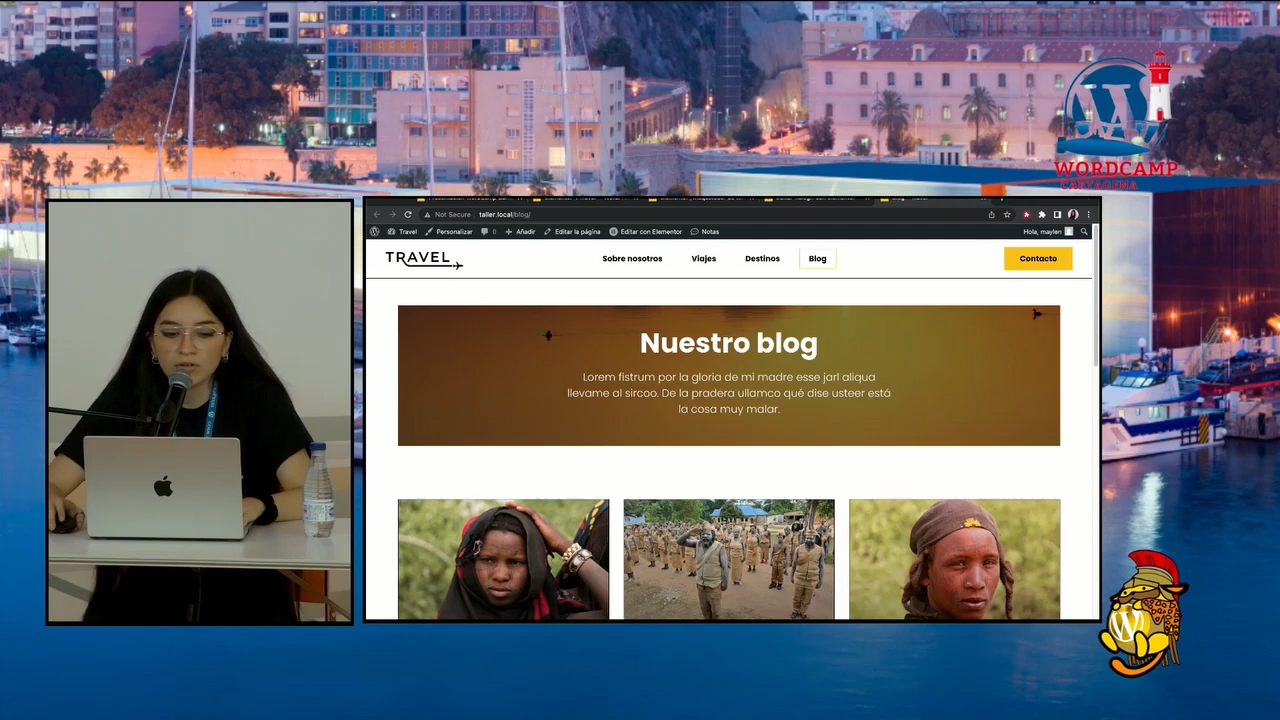 WORDCAMP
CARTAGENA
Not Secure
taller.local/blog/
Travel
Personalizar
0
Añadir
Editar la página
Editar con Elementor
Notas
Hola, maylen
TRAVEL
Sobre nosotros
Viajes
Destinos
Blog
Contacto
Nuestro blog
Lorem fistrum por la gloria de mi madre esse jarl aliqua
llevame al sircoo. De la pradera ullamco qué dise usteer está
la cosa muy malar.